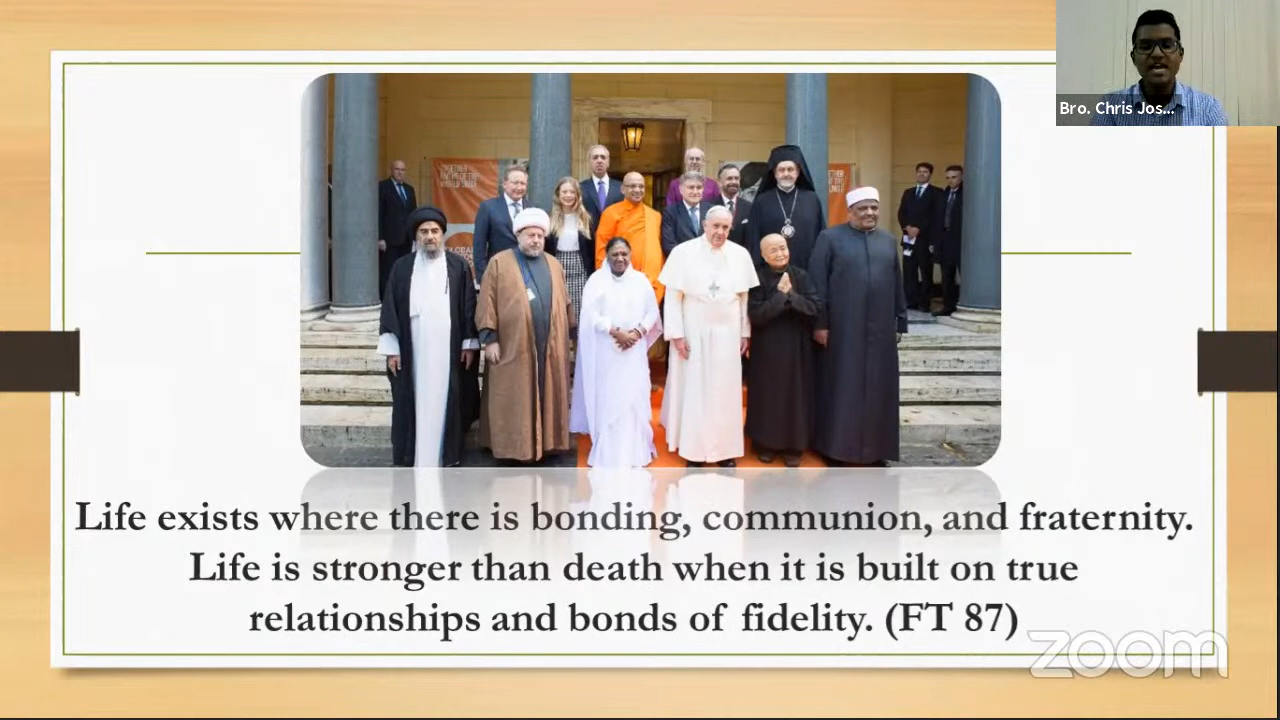 Bro. Chris Jos...
Life exists where there is bonding, communion, and fraternity.
Life is stronger than death when it is built on true
relationships and bonds of fidelity. (FT 87)
zoom